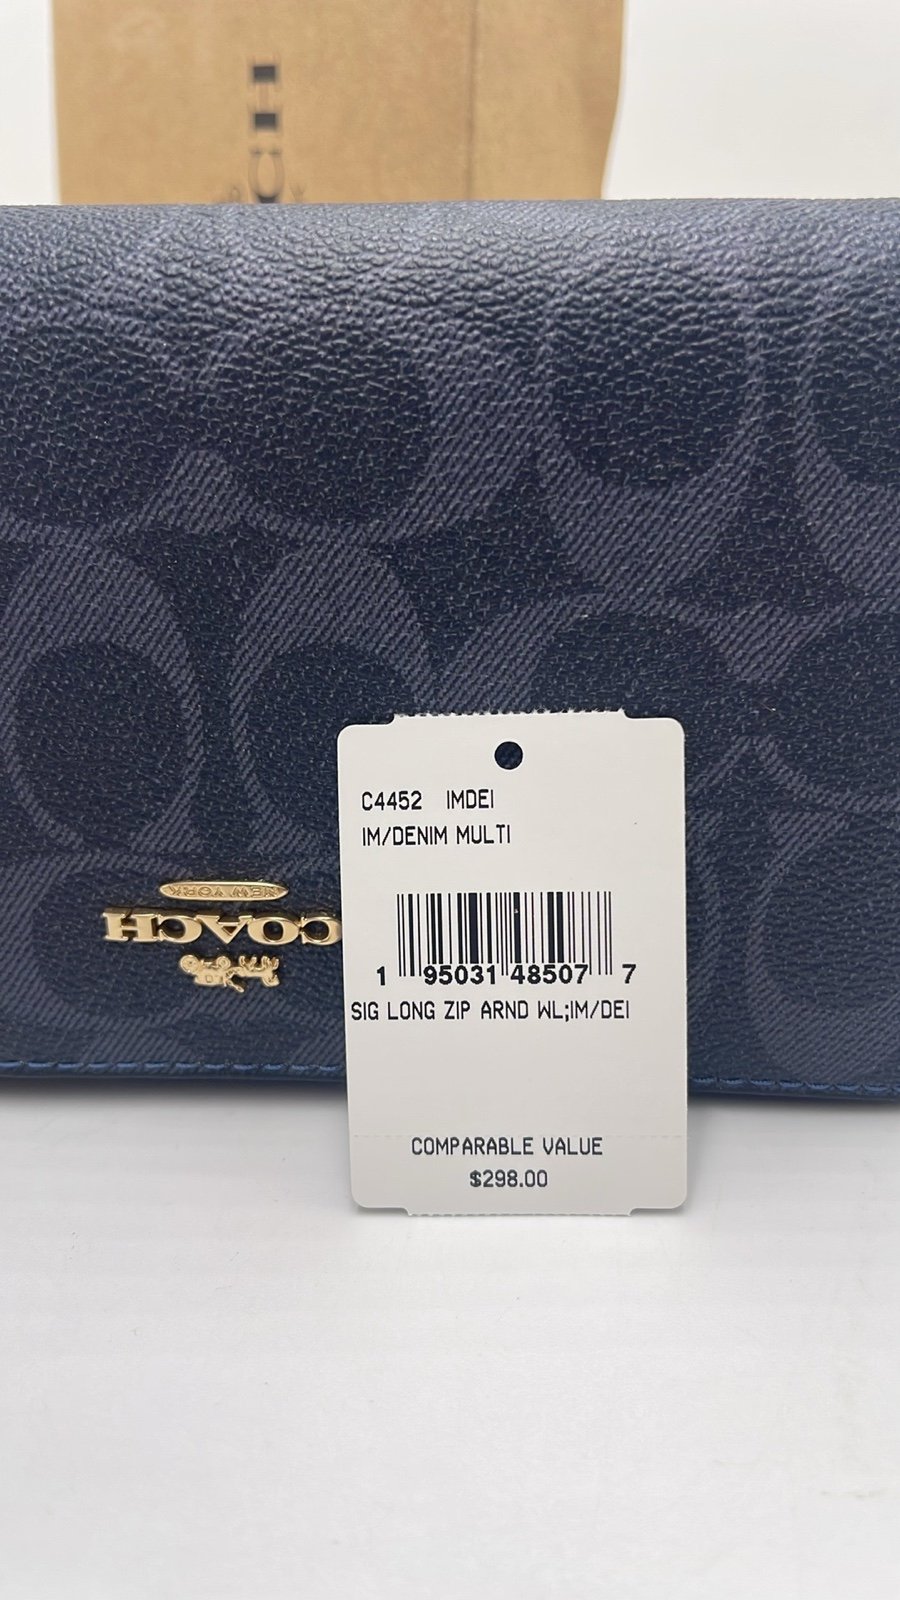 COACH
C4452 IMDEI
IM/DENIM MULTI
1 95031 48507 7
SIG LONG ZIP ARND WL;IM/DEI
COMPARABLE VALUE
$298.00
NEW YORK
COACH